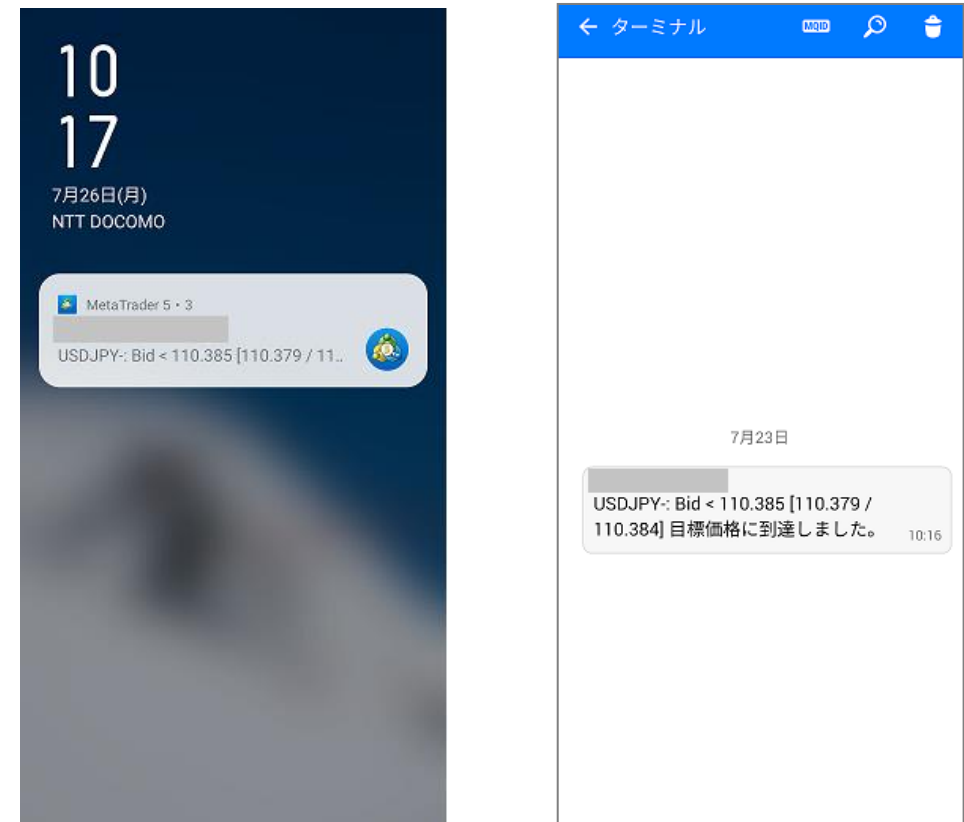 10
17
7月26日(月)
NTT DOCOMO
MetaTrader 5 • 3
USDJPY-: Bid < 110.385 [110.379 / 11..
← ターミナル
MQID
7月23日
USDJPY-: Bid < 110.385 [110.379 /
110.384] 目標価格に到達しました。
10:16